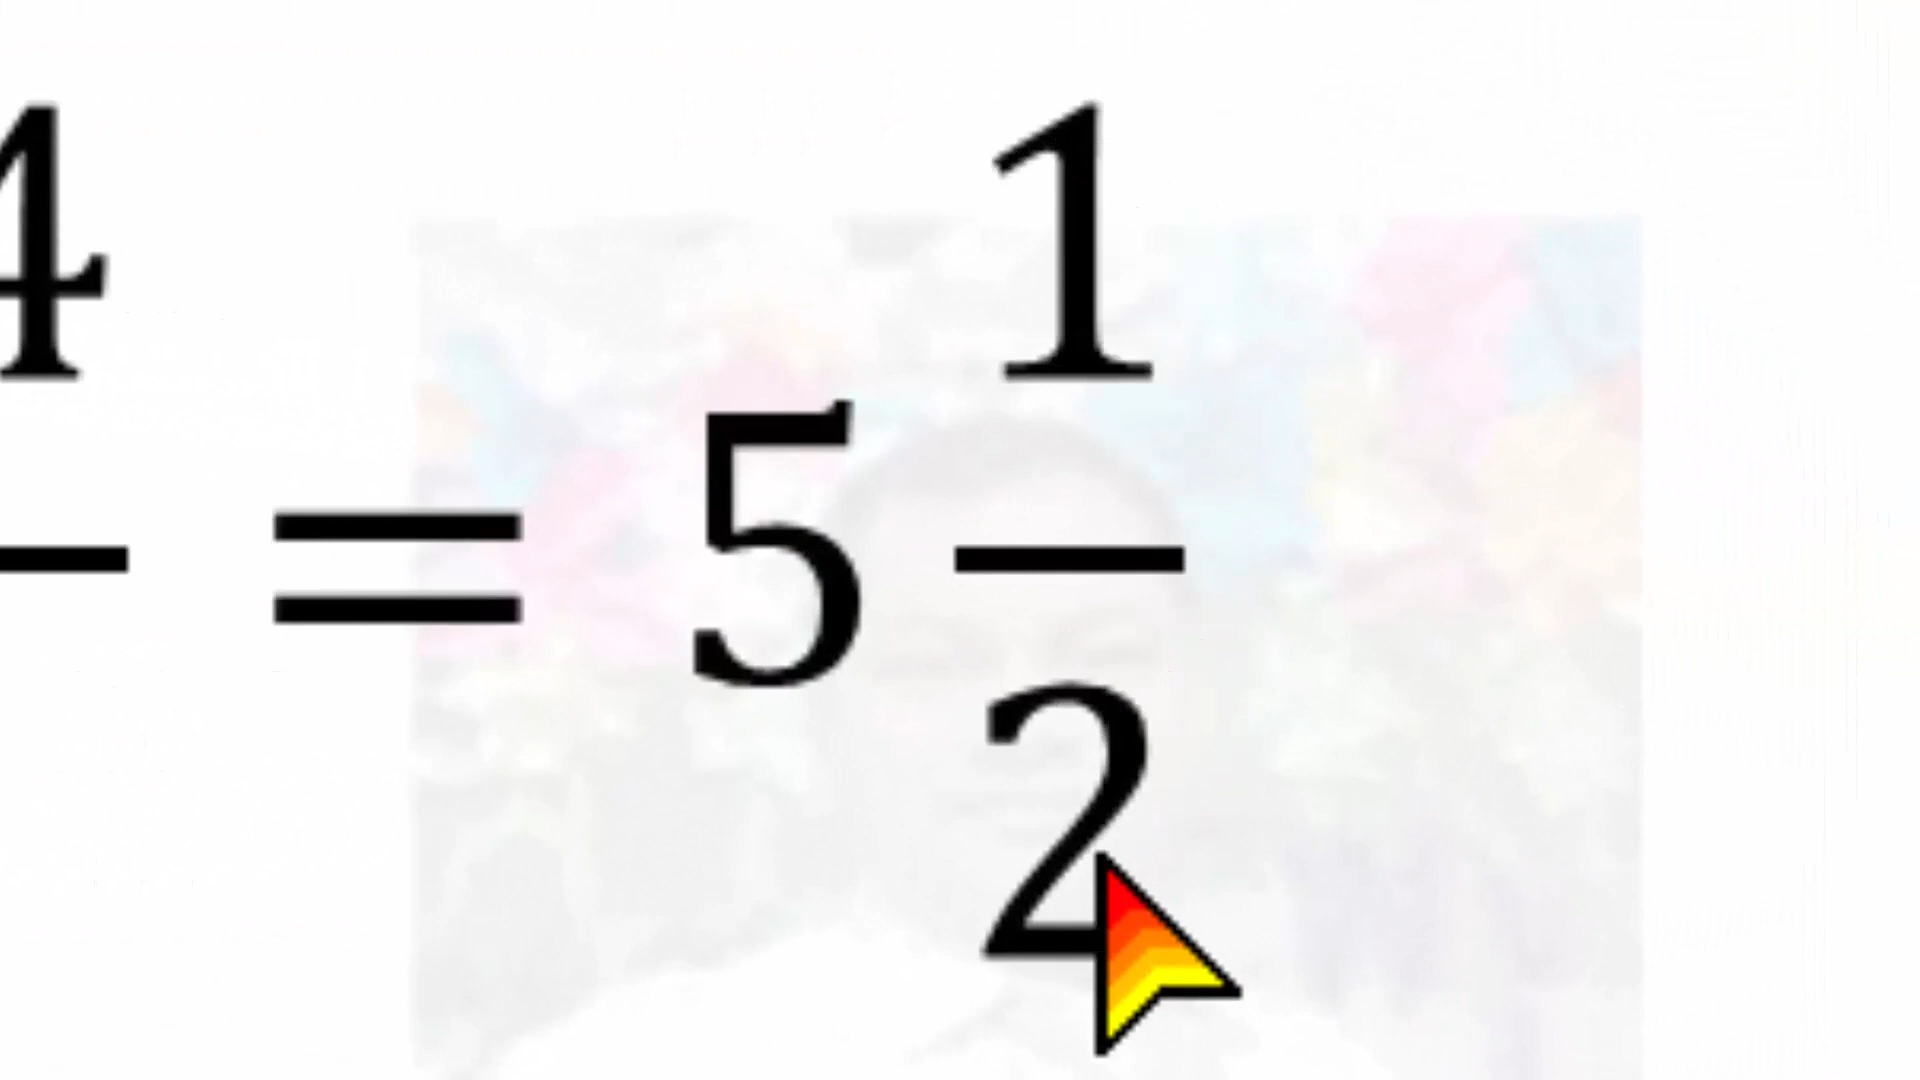 4
— = 5 1/2